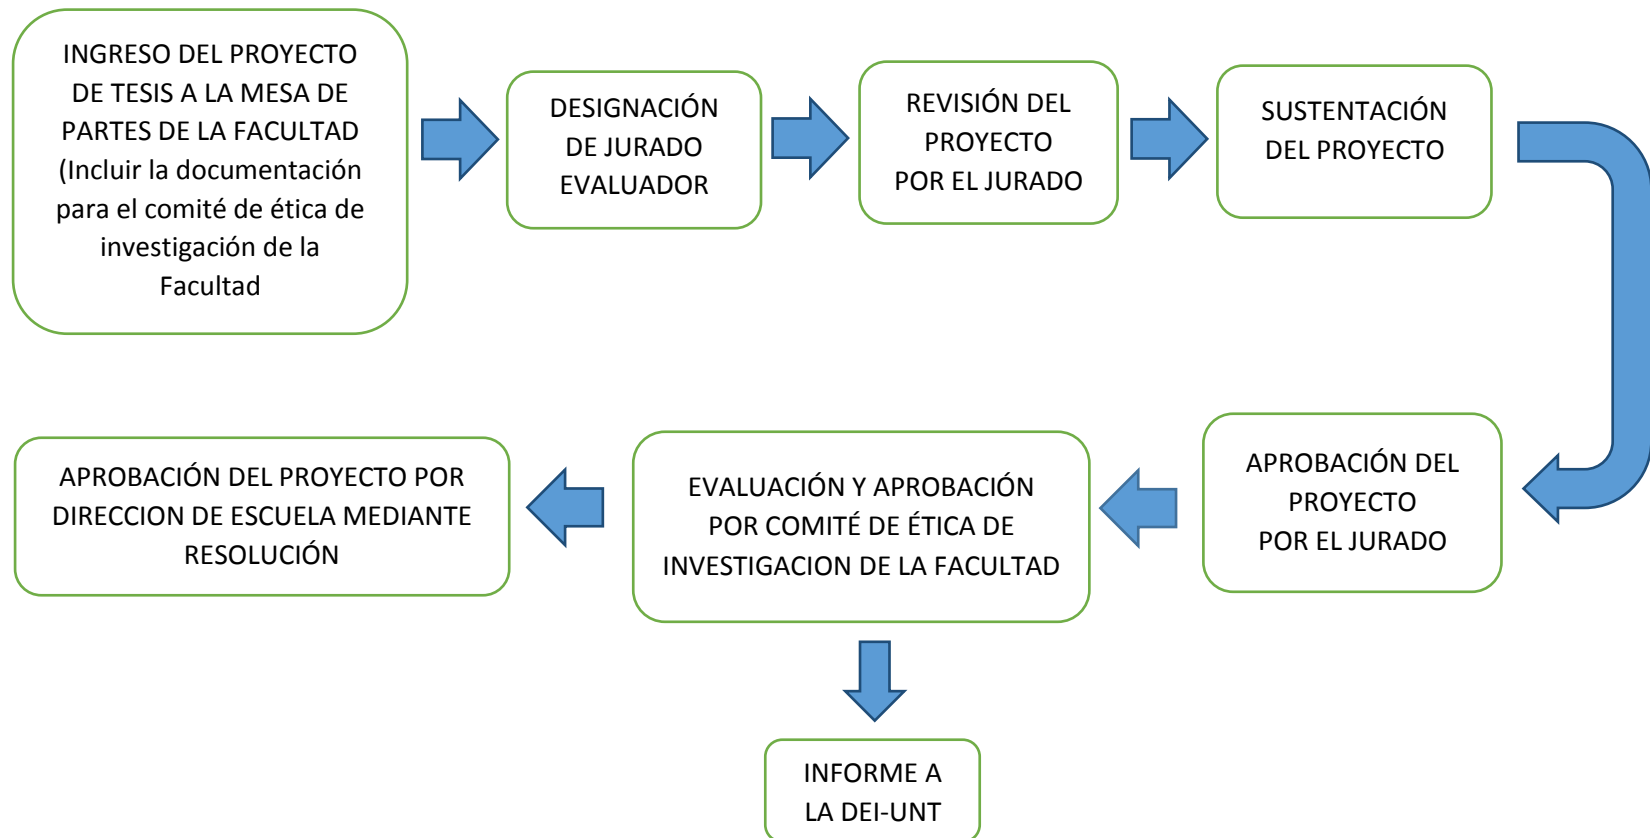 INGRESO DEL PROYECTO
DE TESIS A LA MESA DE
PARTES DE LA FACULTAD
(Incluir la documentación
para el comité de ética de
investigación de la
Facultad
DESIGNACIÓN
DE JURADO
EVALUADOR
REVISIÓN DEL
PROYECTO
POR EL JURADO
SUSTENTACIÓN
DEL PROYECTO
APROBACIÓN DEL
PROYECTO
POR EL JURADO
EVALUACIÓN Y APROBACIÓN
POR COMITÉ DE ÉTICA DE
INVESTIGACION DE LA FACULTAD
APROBACIÓN DEL PROYECTO POR
DIRECCION DE ESCUELA MEDIANTE
RESOLUCIÓN
INFORME A
LA DEI-UNT